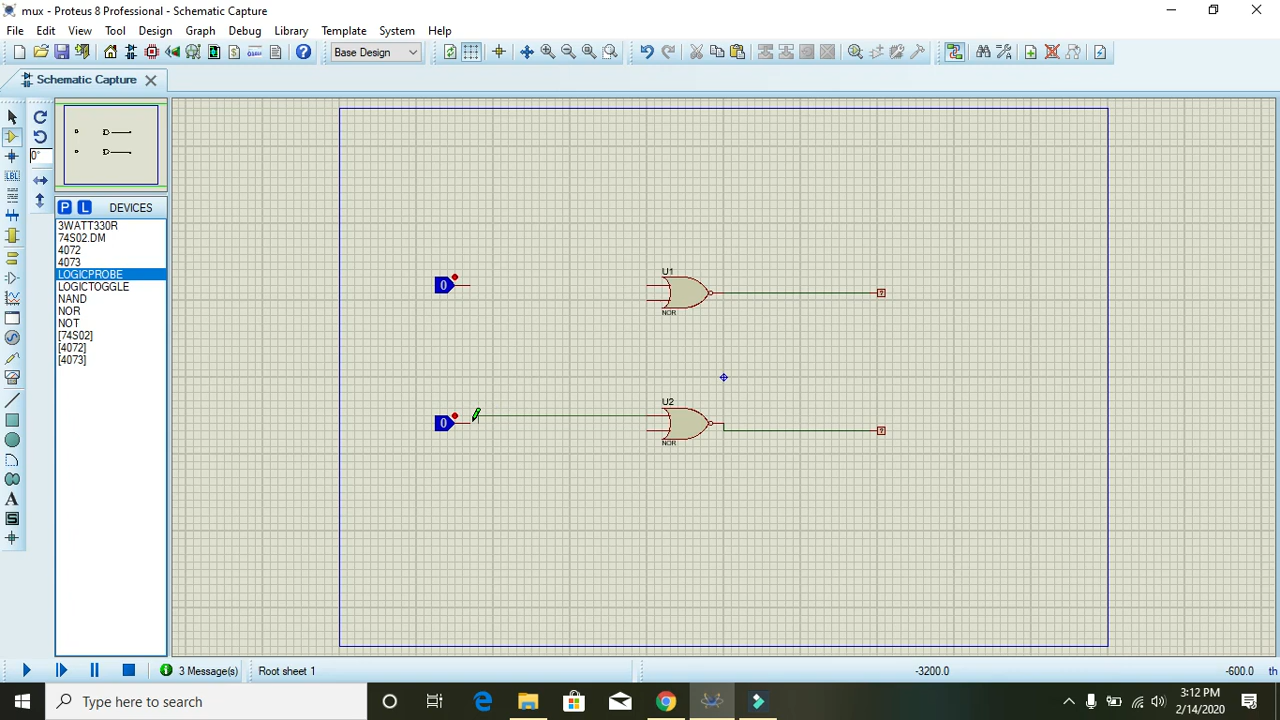 mux - Proteus 8 Professional - Schematic Capture
File Edit View Tool Design Graph Debug Library Template System Help
Base Design
Schematic Capture
0°
LBL
P L DEVICES
3WATT330R
74S02.DM
4072
4073
LOGICPROBE
LOGICTOGGLE
NAND
NOR
NOT
[74S02]
[4072]
[4073]
A
S
U1
0
?
NOR
U2
0
?
NOR
3 Message(s) Root sheet 1 -3200.0 -600.0 th
Type here to search
3:12 PM
2/14/2020